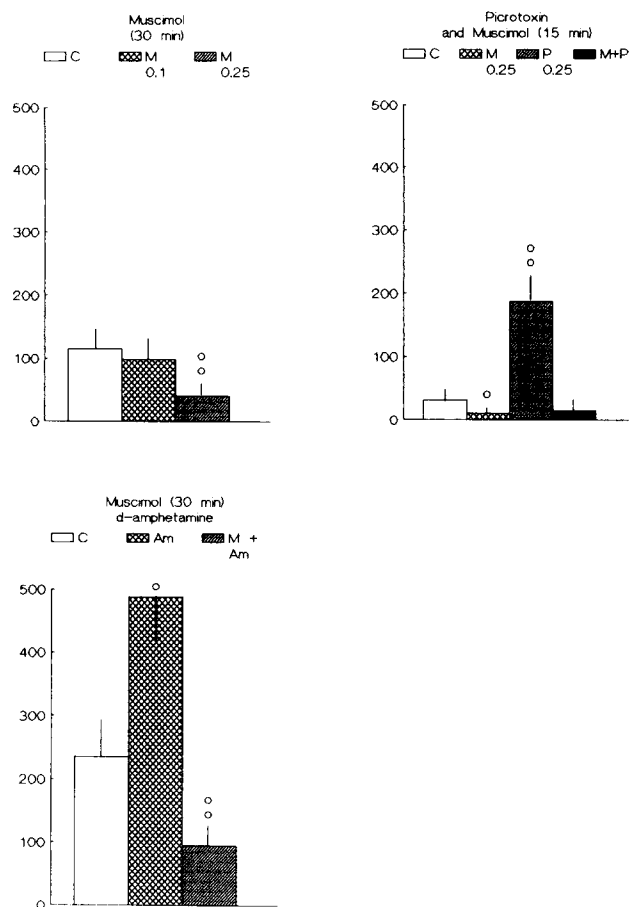 Muscimol
(30 min)
C M M
0.1 0.25
500
400
300
200
100
0
Picrotoxin
and Muscimol (15 min)
C M P M+P
0.25 0.25
500
400
300
200
100
0
Muscimol (30 min)
d-amphetamine
C Am M +
Am
500
400
300
200
100
0